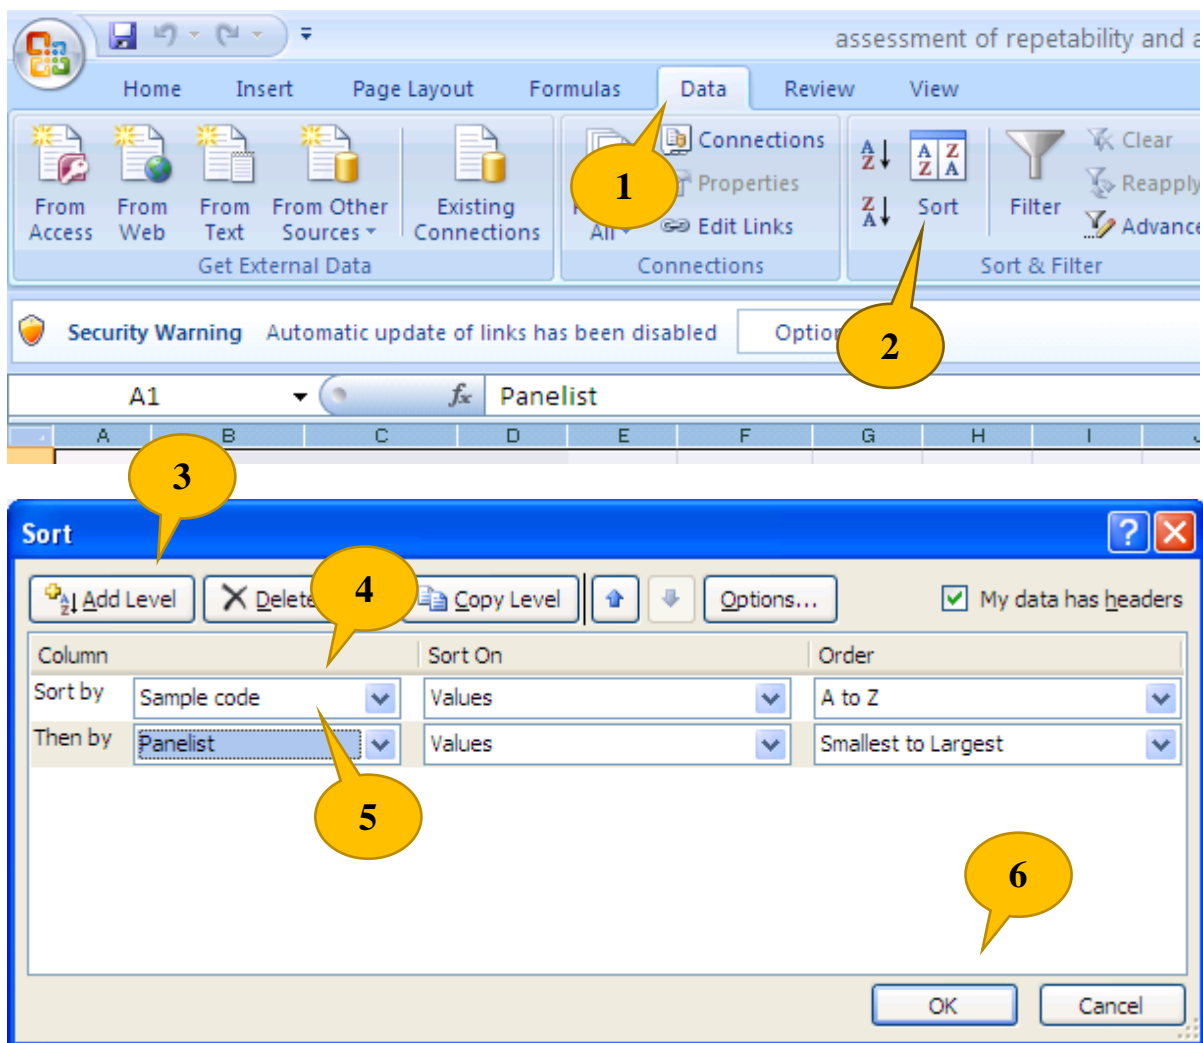 assessment of repetability and a
Home Insert Page Layout Formulas Data Review View
From Access
From Web
From Text
From Other Sources
Existing Connections
Get External Data
1
All
Connections
Properties
Edit Links
Connections
A Z
Z A
A Z
Z A
Sort
Filter
Clear
Reapply
Advance
Sort & Filter
2
Security Warning Automatic update of links has been disabled
A1 fx Panelist
A B C D E F G H I
3
Sort
4
Add Level Delete Copy Level Options... My data has headers
Column Sort On Order
Sort by Sample code Values A to Z
Then by Panelist Values Smallest to Largest
5
6
OK Cancel